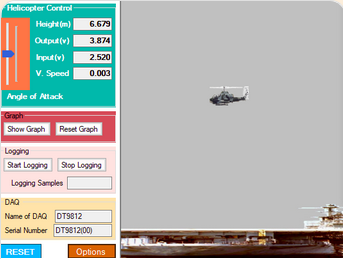 Helicopter Control
Height(m) 6.679
Output(v) 3.874
Input(v) 2.520
V. Speed 0.003
Angle of Attack
Graph:
Show Graph Reset Graph
Logging
Start Logging Stop Logging
Logging Samples
DAQ
Name of DAQ DT9812
Serial Number DT9812(00)
RESET Options